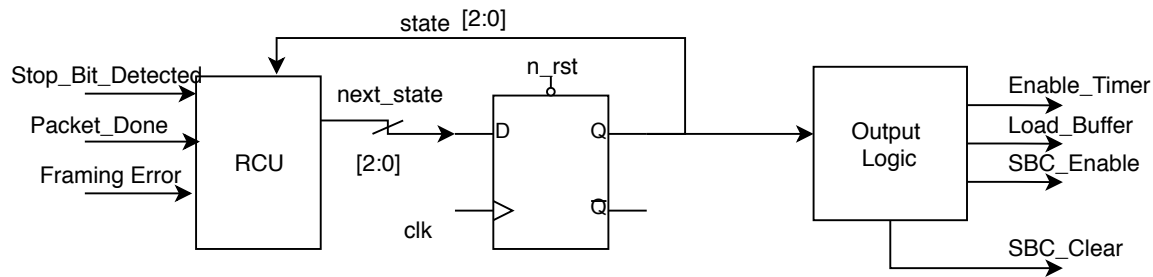 state [2:0]
Stop_Bit_Detected
n_rst
Enable_Timer
next_state
Packet_Done
D
Q
Output
Logic
Load_Buffer
RCU
[2:0]
SBC_Enable
Framing Error
clk
Q
SBC_Clear